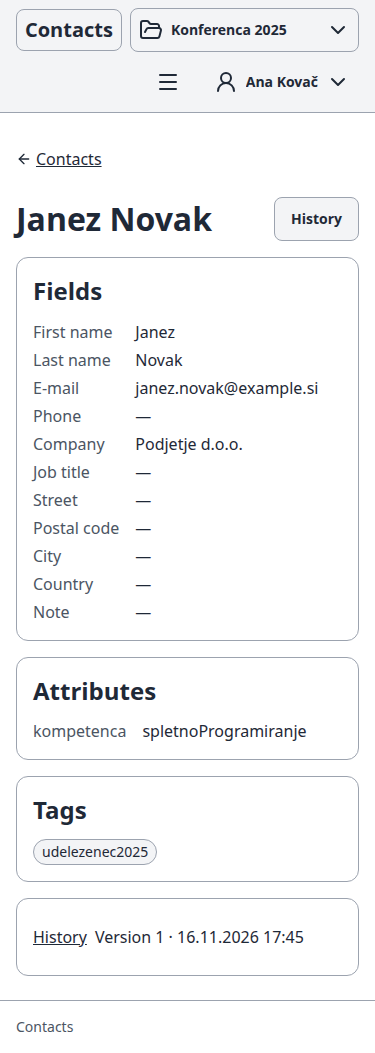 Contacts
Konferenca 2025
Ana Kovač
← Contacts
Janez Novak
History
Fields
First name Janez
Last name Novak
E-mail janez.novak@example.si
Phone —
Company Podjetje d.o.o.
Job title —
Street —
Postal code —
City —
Country —
Note —
Attributes
kompetenca spletnoProgramiranje
Tags
udelezenec2025
History Version 1 · 16.11.2026 17:45
Contacts